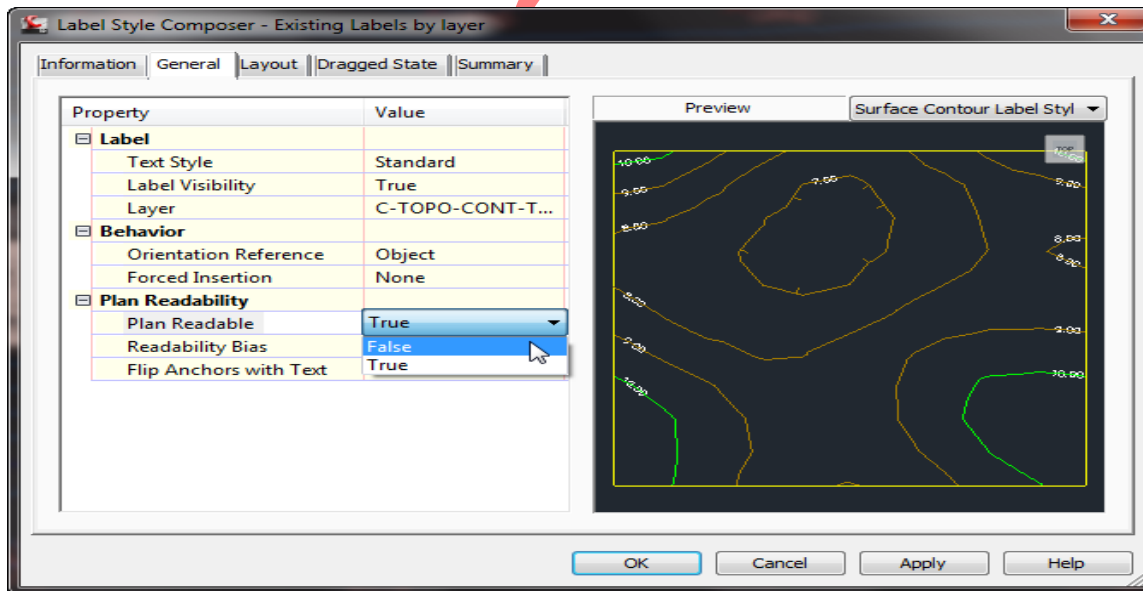 Label Style Composer - Existing Labels by layer
Information General Layout Dragged State Summary
Property Value
Label
Text Style Standard
Label Visibility True
Layer C-TOPO-CONT-T...
Behavior
Orientation Reference Object
Forced Insertion None
Plan Readability
Plan Readable True
Readability Bias False
Flip Anchors with Text True
Preview Surface Contour Label Styl
TOP
10.00
10.00
7.00
9.00
9.00
8.00
8.00
8.00
8.00
9.00
9.00
10.00
10.00
OK Cancel Apply Help